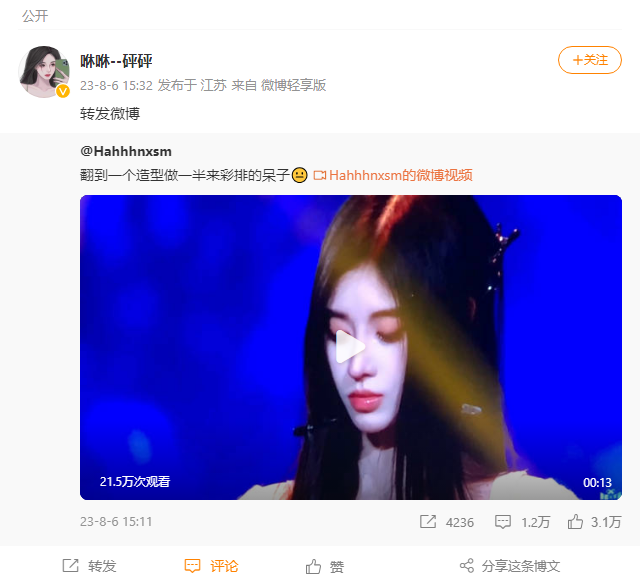 公开
咻咻--砰砰
+关注
23-8-6 15:32 发布于 江苏 来自 微博轻享版
转发微博
@Hahhhnxsm
翻到一个造型做一半来彩排的呆子😐 Hahhhnxsm的微博视频
21.5万次观看
00:13
23-8-6 15:11
4236
1.2万
3.1万
转发
评论
赞
分享这条博文